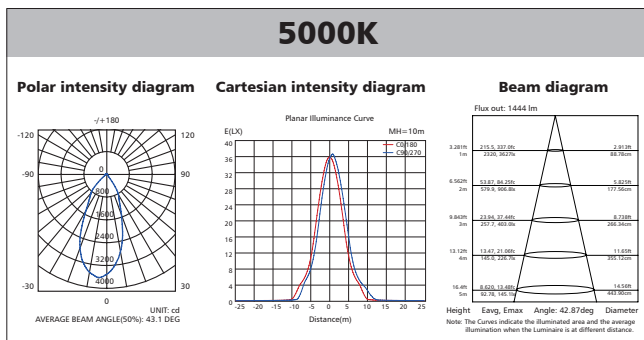 5000K
Polar intensity diagram
-/+180
-120
120
-90
90
0
800
1600
2400
3200
4000
-30
30
0
UNIT: cd
AVERAGE BEAM ANGLE(50%): 43.1 DEG
Cartesian intensity diagram
Planar Illuminance Curve
E(LX)
MH=10m
C0/180
C90/270
40
36
32
28
24
20
16
12
8
4
0
-25 -20 -15 -10 -5 0 5 10 15 20 25
Distance(m)
Beam diagram
Flux out: 1444 lm
3.281ft 215.5, 337.0fc 2.913ft
1m 2320, 3627lx 88.78cm
6.562ft 53.87, 84.25fc 5.825ft
2m 579.9, 906.8lx 177.56cm
9.843ft 23.94, 37.44fc 8.738ft
3m 257.7, 403.0lx 266.34cm
13.12ft 13.47, 21.06fc 11.65ft
4m 145.0, 226.7lx 355.12cm
16.4ft 8.620, 13.48fc 14.56ft
5m 92.78, 145.1lx 443.90cm
Height Eavg, Emax Angle: 42.87deg Diameter
Note: The Curves indicate the illuminated area and the average
illumination when the Luminaire is at different distance.